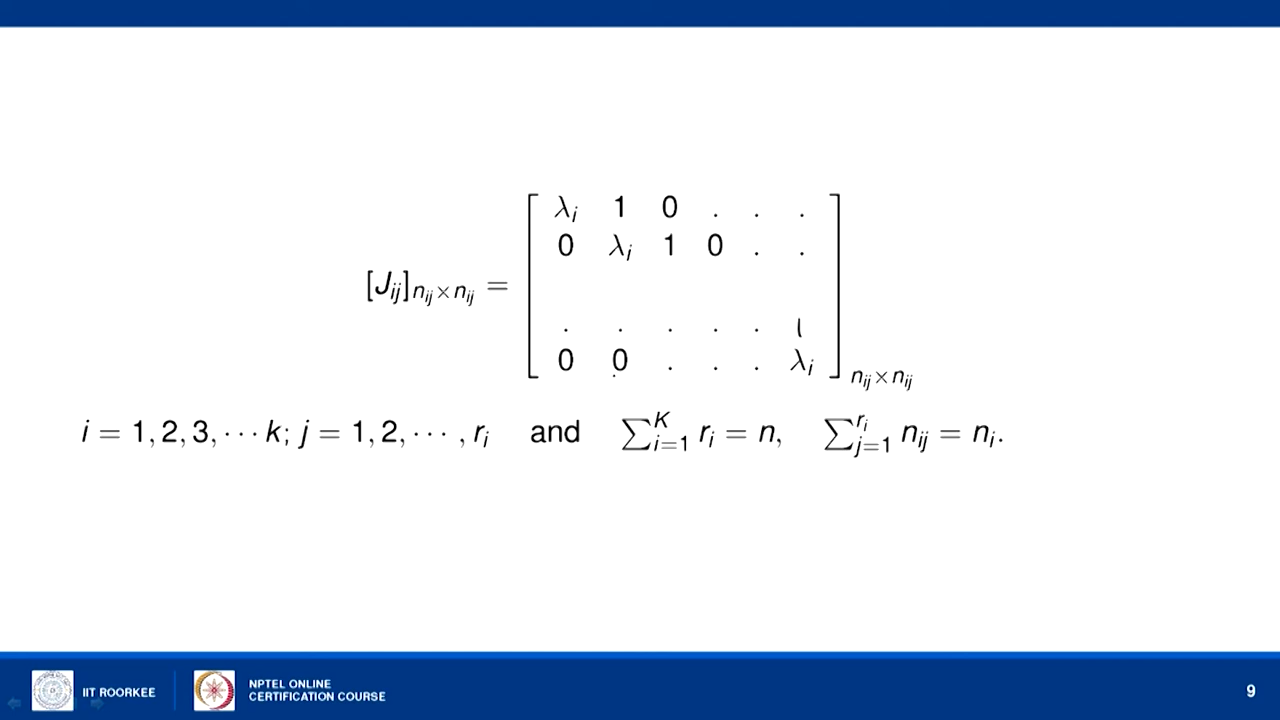 λ_i 1 0 . . .
0 λ_i 1 0 . .
[J_ij]_{n_ij×n_ij} =
. . . . . 1
0 0 . . . λ_i
n_ij×n_ij
i = 1, 2, 3, ··· k; j = 1, 2, ··· , r_i and ∑_{i=1}^{K} r_i = n, ∑_{j=1}^{r_i} n_ij = n_i.
IIT ROORKEE
NPTEL ONLINE
CERTIFICATION COURSE
9